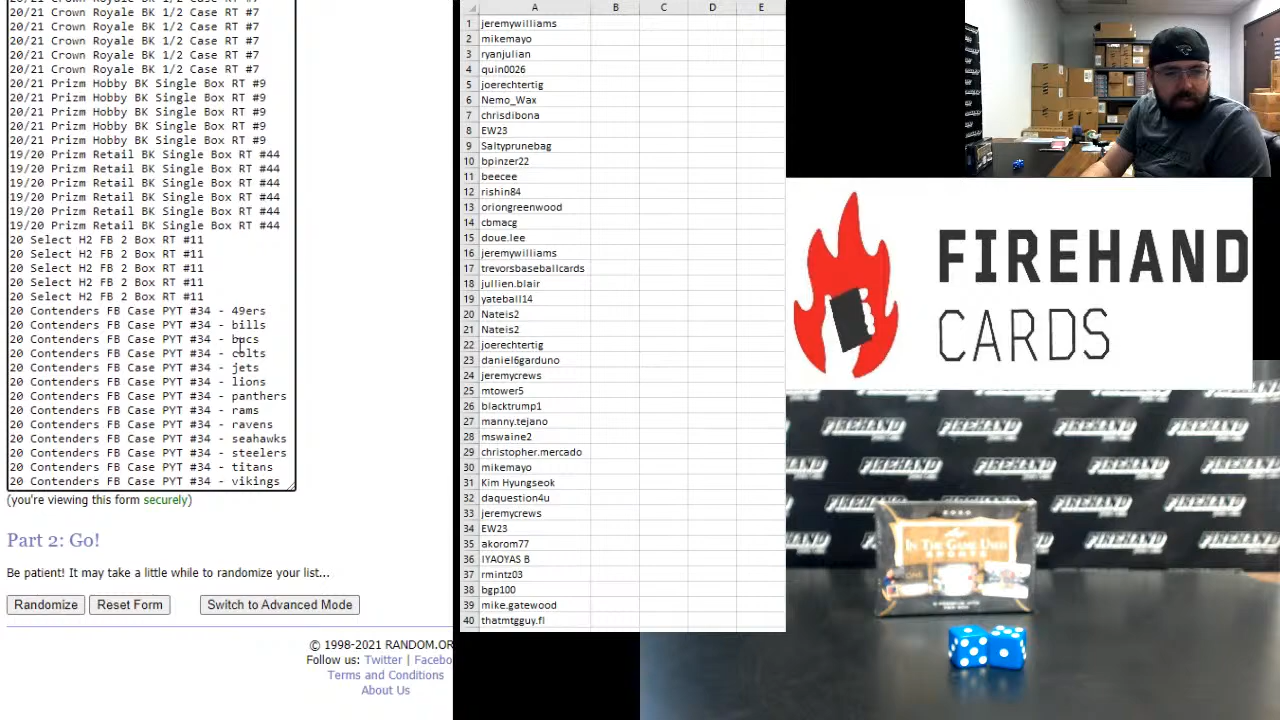 20/21 Crown Royale BK 1/2 Case RT #7
20/21 Crown Royale BK 1/2 Case RT #7
20/21 Crown Royale BK 1/2 Case RT #7
20/21 Crown Royale BK 1/2 Case RT #7
20/21 Crown Royale BK 1/2 Case RT #7
20/21 Prizm Hobby BK Single Box RT #9
20/21 Prizm Hobby BK Single Box RT #9
20/21 Prizm Hobby BK Single Box RT #9
20/21 Prizm Hobby BK Single Box RT #9
20/21 Prizm Hobby BK Single Box RT #9
19/20 Prizm Retail BK Single Box RT #44
19/20 Prizm Retail BK Single Box RT #44
19/20 Prizm Retail BK Single Box RT #44
19/20 Prizm Retail BK Single Box RT #44
19/20 Prizm Retail BK Single Box RT #44
19/20 Prizm Retail BK Single Box RT #44
20 Select H2 FB 2 Box RT #11
20 Select H2 FB 2 Box RT #11
20 Select H2 FB 2 Box RT #11
20 Select H2 FB 2 Box RT #11
20 Select H2 FB 2 Box RT #11
20 Contenders FB Case PYT #34 - 49ers
20 Contenders FB Case PYT #34 - bills
20 Contenders FB Case PYT #34 - bucs
20 Contenders FB Case PYT #34 - colts
20 Contenders FB Case PYT #34 - jets
20 Contenders FB Case PYT #34 - lions
20 Contenders FB Case PYT #34 - panthers
20 Contenders FB Case PYT #34 - rams
20 Contenders FB Case PYT #34 - ravens
20 Contenders FB Case PYT #34 - seahawks
20 Contenders FB Case PYT #34 - steelers
20 Contenders FB Case PYT #34 - titans
20 Contenders FB Case PYT #34 - vikings
(you're viewing this form securely)
Part 2: Go!
Be patient! It may take a little while to randomize your list...
Randomize Reset Form Switch to Advanced Mode
© 1998-2021 RANDOM.OR
Follow us: Twitter | Facebo
Terms and Conditions
About Us
A B C D E
1 jeremywilliams
2 mikemayo
3 ryanjulian
4 quin0026
5 joerechtertig
6 Nemo_Wax
7 chrisdibona
8 EW23
9 Saltyprunebag
10 bpinzer22
11 beecee
12 rishin84
13 oriongreenwood
14 cbmacg
15 doue.lee
16 jeremywilliams
17 trevorsbaseballcards
18 jullien.blair
19 yateball14
20 Nateis2
21 Nateis2
22 joerechtertig
23 daniel6garduno
24 jeremycrews
25 mtower5
26 blacktrump1
27 manny.tejano
28 mswaine2
29 christopher.mercado
30 mikemayo
31 Kim Hyungseok
32 daquestion4u
33 jeremycrews
34 EW23
35 akorom77
36 IYAOYAS B
37 rmintz03
38 bgp100
39 mike.gatewood
40 thatmtgguy.fl
FIREHAND
CARDS
FIREHAND FIREHAND FIREHAND
FIREHAND FIREHAND
FIREHAND
2020
IN THE GAME USED
SPORTS